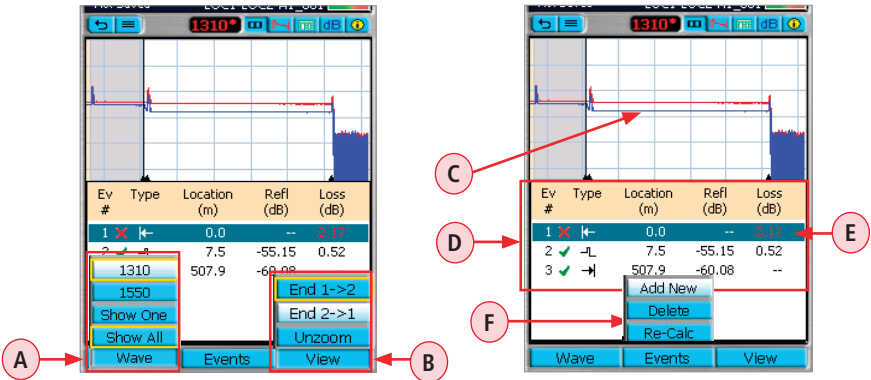 1310*
dB
Ev Type Location Refl Loss
# (m) (dB) (dB)
1 0.0 -- 2.17
2 7.5 -55.15 0.52
507.9 -60.08 --
1310
1550
Show One
Show All
Wave
Events
End 1->2
End 2->1
Unzoom
View
A
B
1310*
dB
C
Ev Type Location Refl Loss
# (m) (dB) (dB)
1 0.0 -- 2.17
2 7.5 -55.15 0.52
3 507.9 -60.08 --
D
E
Add New
Delete
Re-Calc
F
Wave Events View